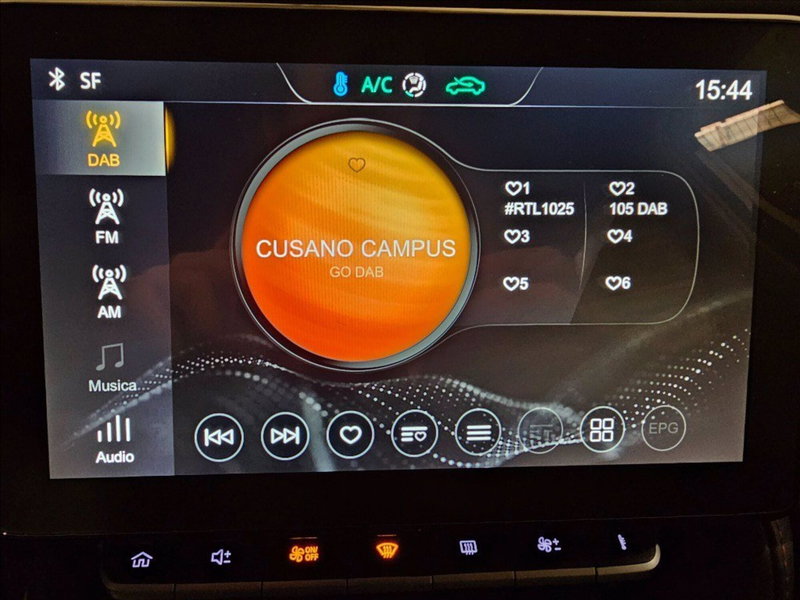 SF
A/C
15:44
DAB
FM
AM
Musica
Audio
CUSANO CAMPUS
GO DAB
1
#RTL1025
2
105 DAB
3
4
5
6
EPG
ON/
OFF